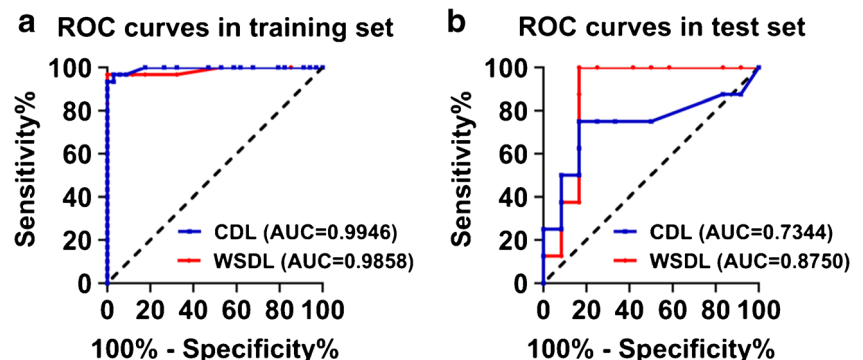 a ROC curves in training set
100
80
60
40
20
0
Sensitivity%
CDL (AUC=0.9946)
WSDL (AUC=0.9858)
0 20 40 60 80 100
100% - Specificity%
b ROC curves in test set
100
80
60
40
20
0
Sensitivity%
CDL (AUC=0.7344)
WSDL (AUC=0.8750)
0 20 40 60 80 100
100% - Specificity%